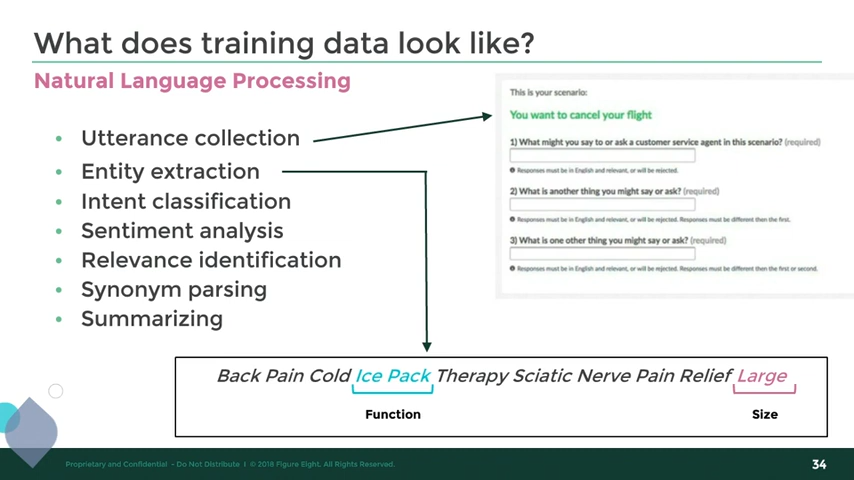 What does training data look like?
Natural Language Processing
Utterance collection
Entity extraction
Intent classification
Sentiment analysis
Relevance identification
Synonym parsing
Summarizing
This is your scenario:
You want to cancel your flight
1) What might you say to or ask a customer service agent in this scenario? (required)
Responses must be in English and relevant, or will be rejected.
2) What is another thing you might say or ask? (required)
Responses must be in English and relevant, or will be rejected. Responses must be different then the first.
3) What is one other thing you might say or ask? (required)
Responses must be in English and relevant, or will be rejected. Responses must be different then the first or second.
Back Pain Cold Ice Pack Therapy Sciatic Nerve Pain Relief Large
Function Size
Proprietary and Confidential - Do Not Distribute I © 2018 Figure Eight. All Rights Reserved. 34